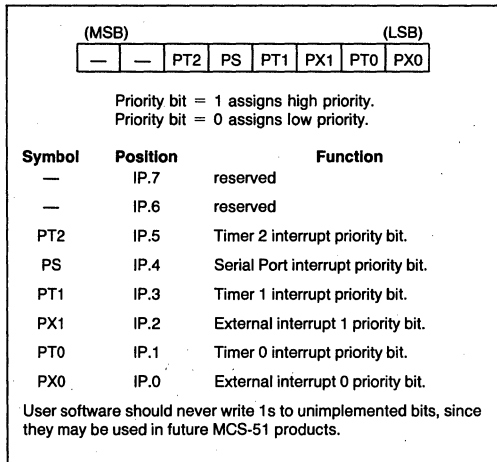 (MSB) (LSB)
— — PT2 PS PT1 PX1 PT0 PX0
Priority bit = 1 assigns high priority.
Priority bit = 0 assigns low priority.
Symbol Position Function
— IP.7 reserved
— IP.6 reserved
PT2 IP.5 Timer 2 interrupt priority bit.
PS IP.4 Serial Port interrupt priority bit.
PT1 IP.3 Timer 1 interrupt priority bit.
PX1 IP.2 External interrupt 1 priority bit.
PT0 IP.1 Timer 0 interrupt priority bit.
PX0 IP.0 External interrupt 0 priority bit.
User software should never write 1s to unimplemented bits, since
they may be used in future MCS-51 products.